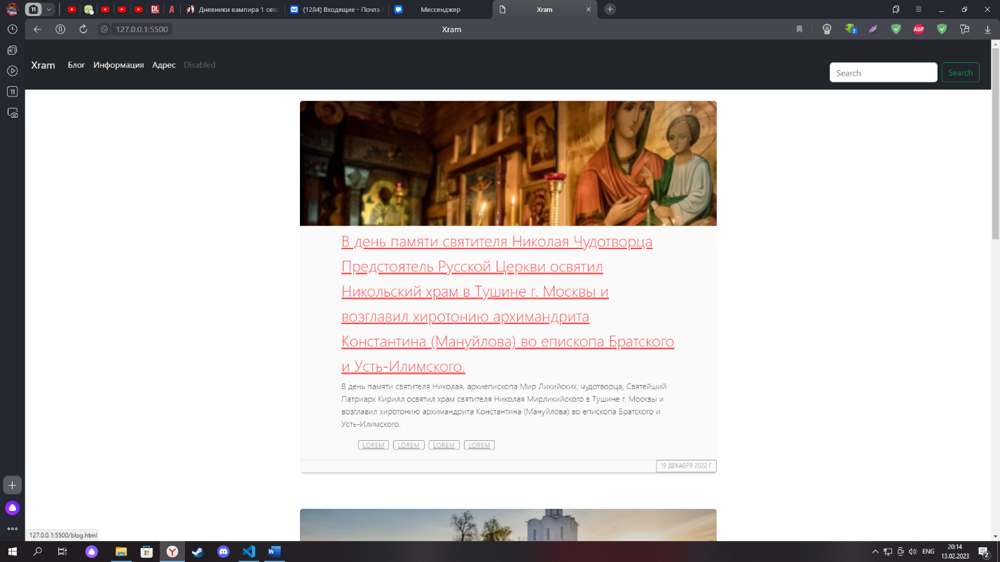 11
DL
A
Дневники вампира 1 сезо
(1284) Входящие - Почта
Мессенджер
Xram
Я
127.0.0.1:5500
Xram
ABP
11
Xram
Блог
Информация
Адрес
Disabled
Search
Search
В день памяти святителя Николая Чудотворца
Предстоятель Русской Церкви освятил
Никольский храм в Тушине г. Москвы и
возглавил хиротонию архимандрита
Константина (Мануйлова) во епископа Братского
и Усть-Илимского.
В день памяти святителя Николая, архиепископа Мир Ликийских, чудотворца, Святейший
Патриарх Кирилл освятил храм святителя Николая Мирликийского в Тушине г. Москвы и
возглавил хиротонию архимандрита Константина (Мануйлова) во епископа Братского и
Усть-Илимского.
LOREM
LOREM
LOREM
LOREM
19 ДЕКАБРЯ 2022 Г
127.0.0.1:5500/blog.html
ENG
20:14
13.02.2023
2